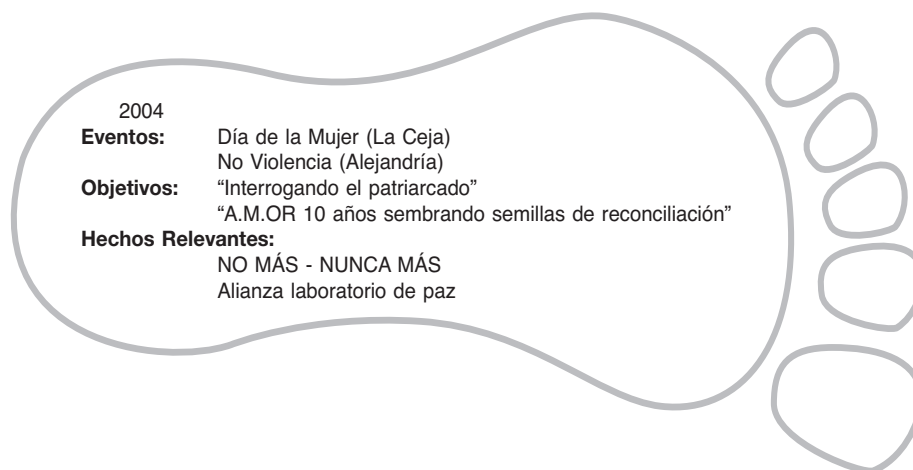 2004
Eventos: Día de la Mujer (La Ceja)
No Violencia (Alejandría)
Objetivos: “Interrogando el patriarcado”
“A.M.OR 10 años sembrando semillas de reconciliación”
Hechos Relevantes:
NO MÁS - NUNCA MÁS
Alianza laboratorio de paz